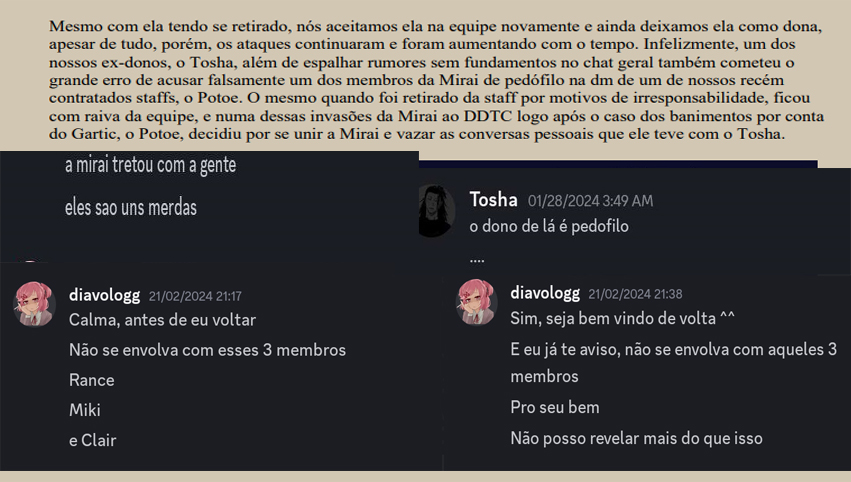 Mesmo com ela tendo se retirado, nós aceitamos ela na equipe novamente e ainda deixamos ela como dona,
apesar de tudo, porém, os ataques continuaram e foram aumentando com o tempo. Infelizmente, um dos
nossos ex-donos, o Tosha, além de espalhar rumores sem fundamentos no chat geral também cometeu o
grande erro de acusar falsamente um dos membros da Mirai de pedófilo na dm de um de nossos recém
contratados staffs, o Potoe. O mesmo quando foi retirado da staff por motivos de irresponsabilidade, ficou
com raiva da equipe, e numa dessas invasões da Mirai ao DDTC logo após o caso dos banimentos por conta
do Gartic, o Potoe, decidiu por se unir a Mirai e vazar as conversas pessoais que ele teve com o Tosha.
a mirai tretou com a gente
eles sao uns merdas
Tosha 01/28/2024 3:49 AM
o dono de lá é pedofilo
....
diavologg 21/02/2024 21:17
Calma, antes de eu voltar
Não se envolva com esses 3 membros
Rance
Miki
e Clair
diavologg 21/02/2024 21:38
Sim, seja bem vindo de volta ^^
E eu já te aviso, não se envolva com aqueles 3
membros
Pro seu bem
Não posso revelar mais do que isso